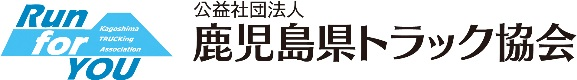 Run
for
YOU
Kagoshima
TRUCKing
Association
公益社団法人
鹿児島県トラック協会